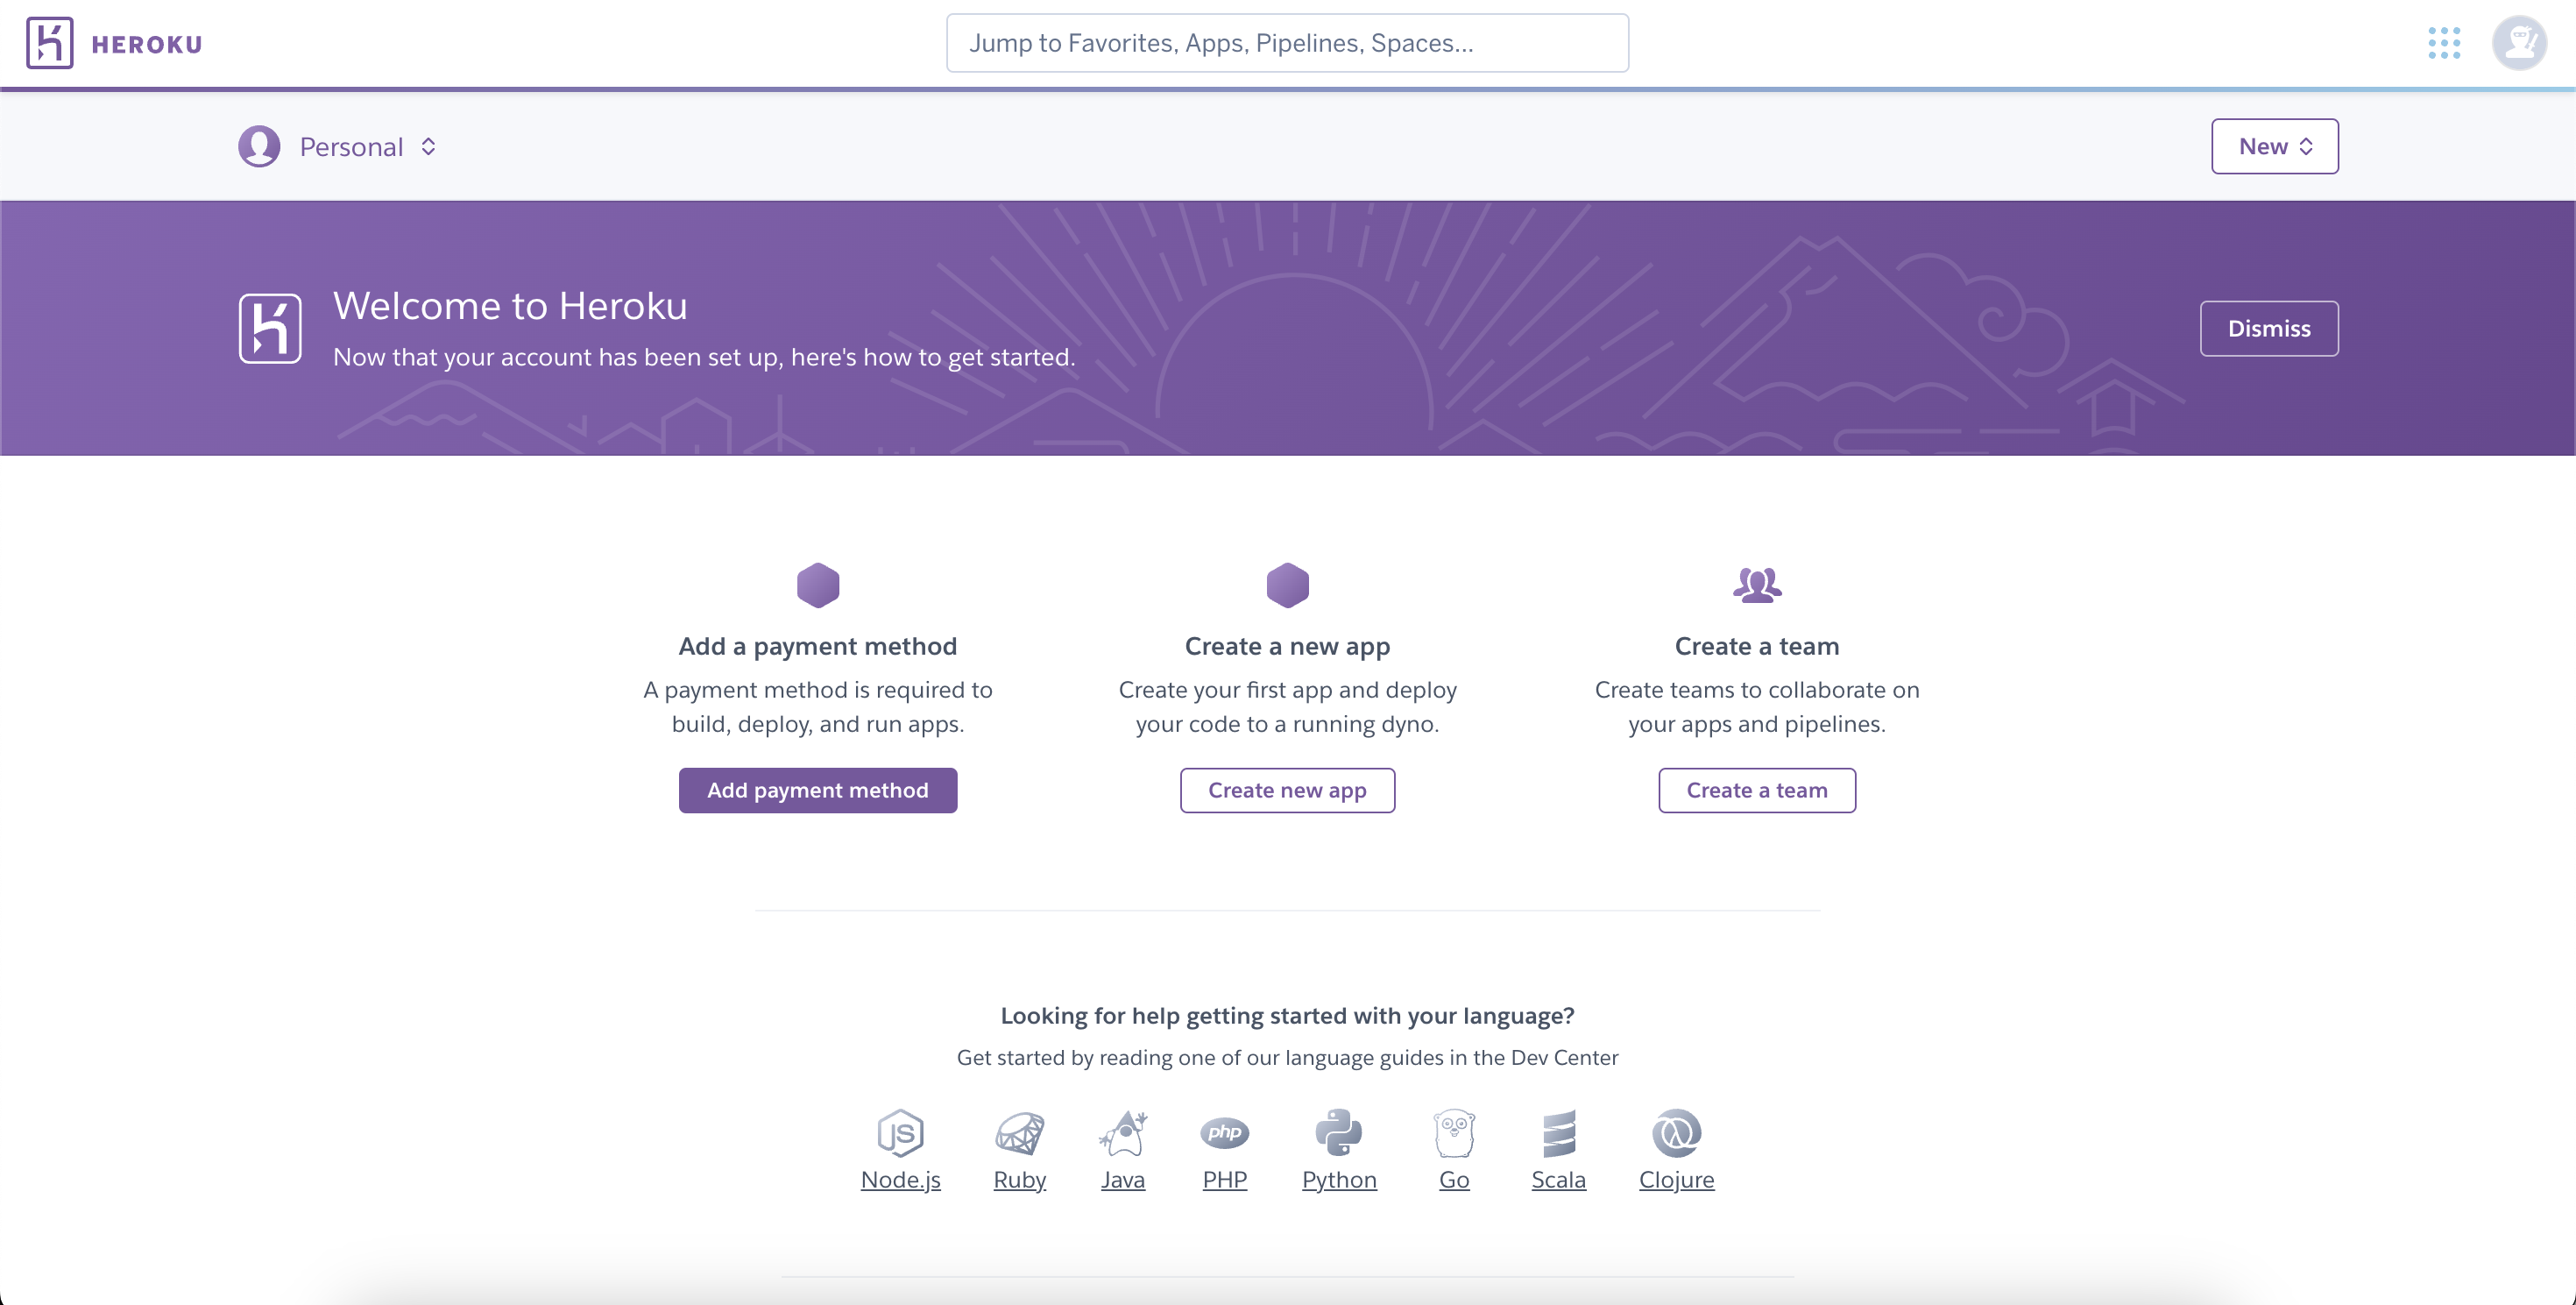 HEROKU
Jump to Favorites, Apps, Pipelines, Spaces...
Personal
New
Welcome to Heroku
Now that your account has been set up, here's how to get started.
Dismiss
Add a payment method
A payment method is required to
build, deploy, and run apps.
Add payment method
Create a new app
Create your first app and deploy
your code to a running dyno.
Create new app
Create a team
Create teams to collaborate on
your apps and pipelines.
Create a team
Looking for help getting started with your language?
Get started by reading one of our language guides in the Dev Center
JS
php
Node.js
Ruby
Java
PHP
Python
Go
Scala
Clojure